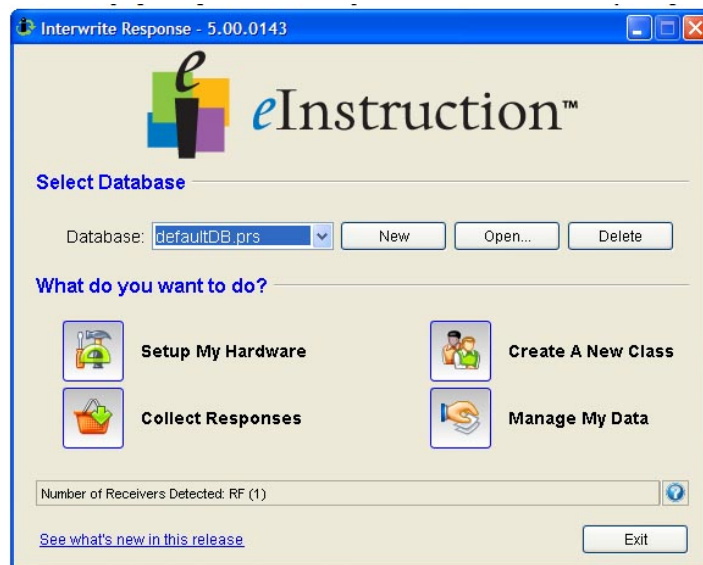 Interwrite Response - 5.00.0143
eInstruction™
Select Database
Database: defaultDB.prs New Open... Delete
What do you want to do?
Setup My Hardware Create A New Class
Collect Responses Manage My Data
Number of Receivers Detected: RF (1)
See what's new in this release Exit